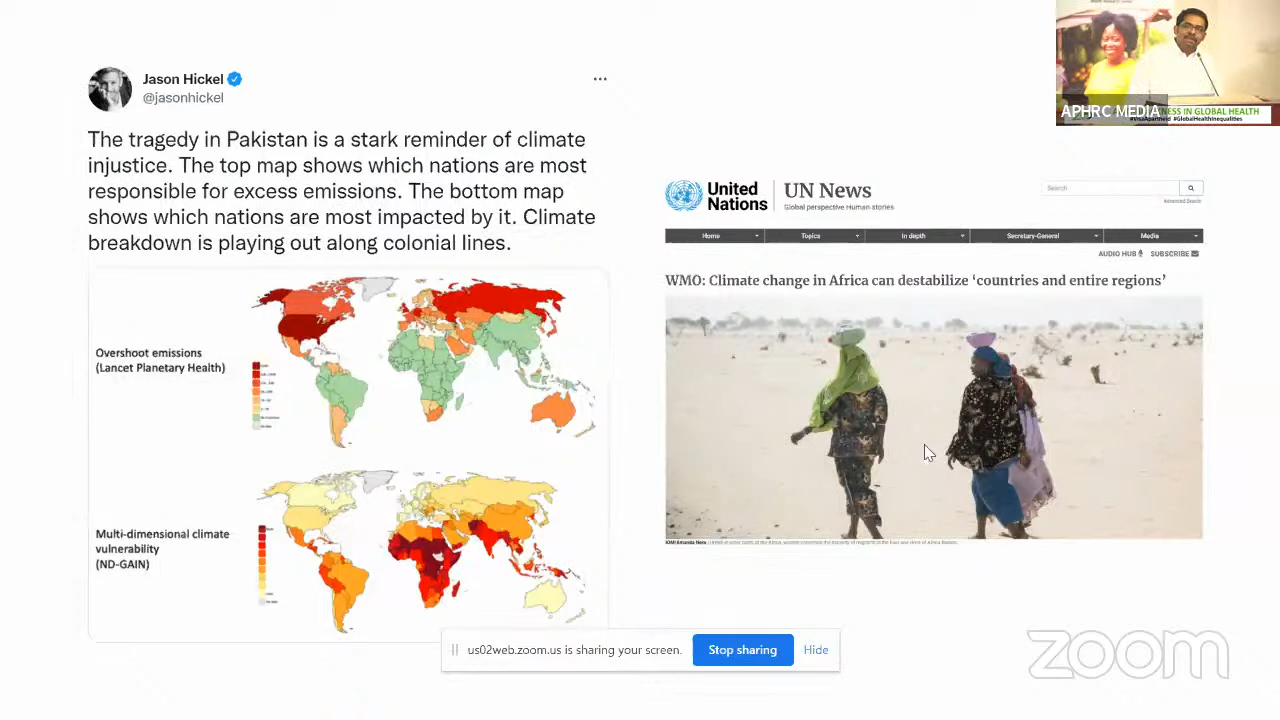 Jason Hickel
@jasonhickel
The tragedy in Pakistan is a stark reminder of climate
injustice. The top map shows which nations are most
responsible for excess emissions. The bottom map
shows which nations are most impacted by it. Climate
breakdown is playing out along colonial lines.
Overshoot emissions
(Lancet Planetary Health)
Multi-dimensional climate
vulnerability
(ND-GAIN)
APHRC MEDIA
NESS IN GLOBAL HEALTH
#VisaApartheid #GlobalHealthInequalities
United
Nations
UN News
Global perspective Human stories
Search
Advanced Search
Home Topics In depth Secretary-General Media
AUDIO HUB SUBSCRIBE
WMO: Climate change in Africa can destabilize ‘countries and entire regions’
us02web.zoom.us is sharing your screen. Stop sharing Hide
zoom